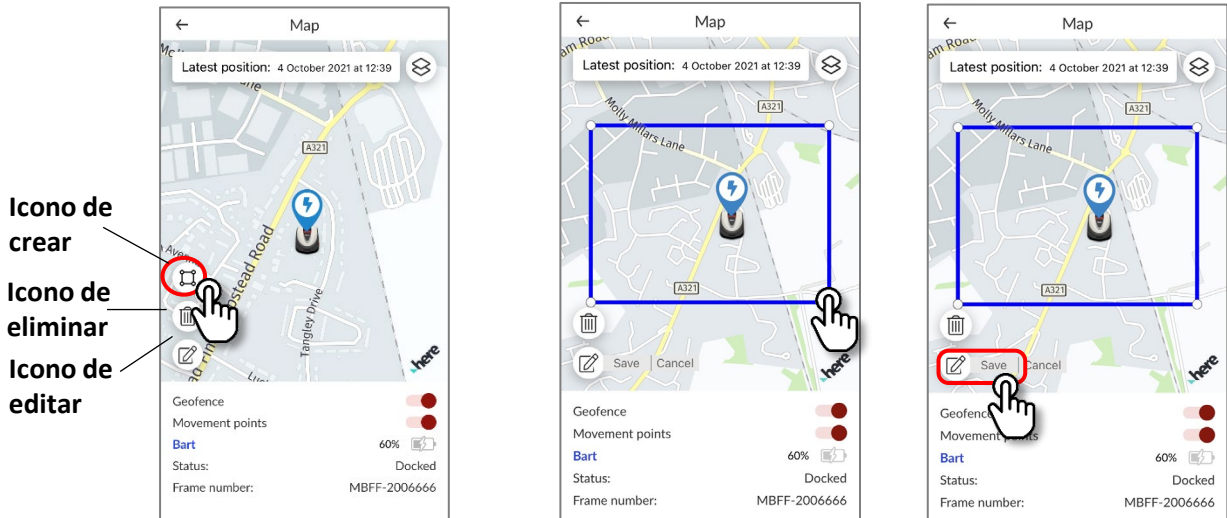 Icono de
crear
Icono de
eliminar
Icono de
editar
Map
Latest position: 4 October 2021 at 12:39
A321
Tangley Drive
here
Geofence
Movement points
Bart 60%
Status: Docked
Frame number: MBFF-2006666
Map
Latest position: 4 October 2021 at 12:39
A321
Molly Millars Lane
A321
Save | Cancel
here
Geofence
Movement points
Bart 60%
Status: Docked
Frame number: MBFF-2006666
Map
Latest position: 4 October 2021 at 12:39
A321
Molly Millars Lane
A321
Save | Cancel
here
Geofence
Movement points
Bart 60%
Status: Docked
Frame number: MBFF-2006666